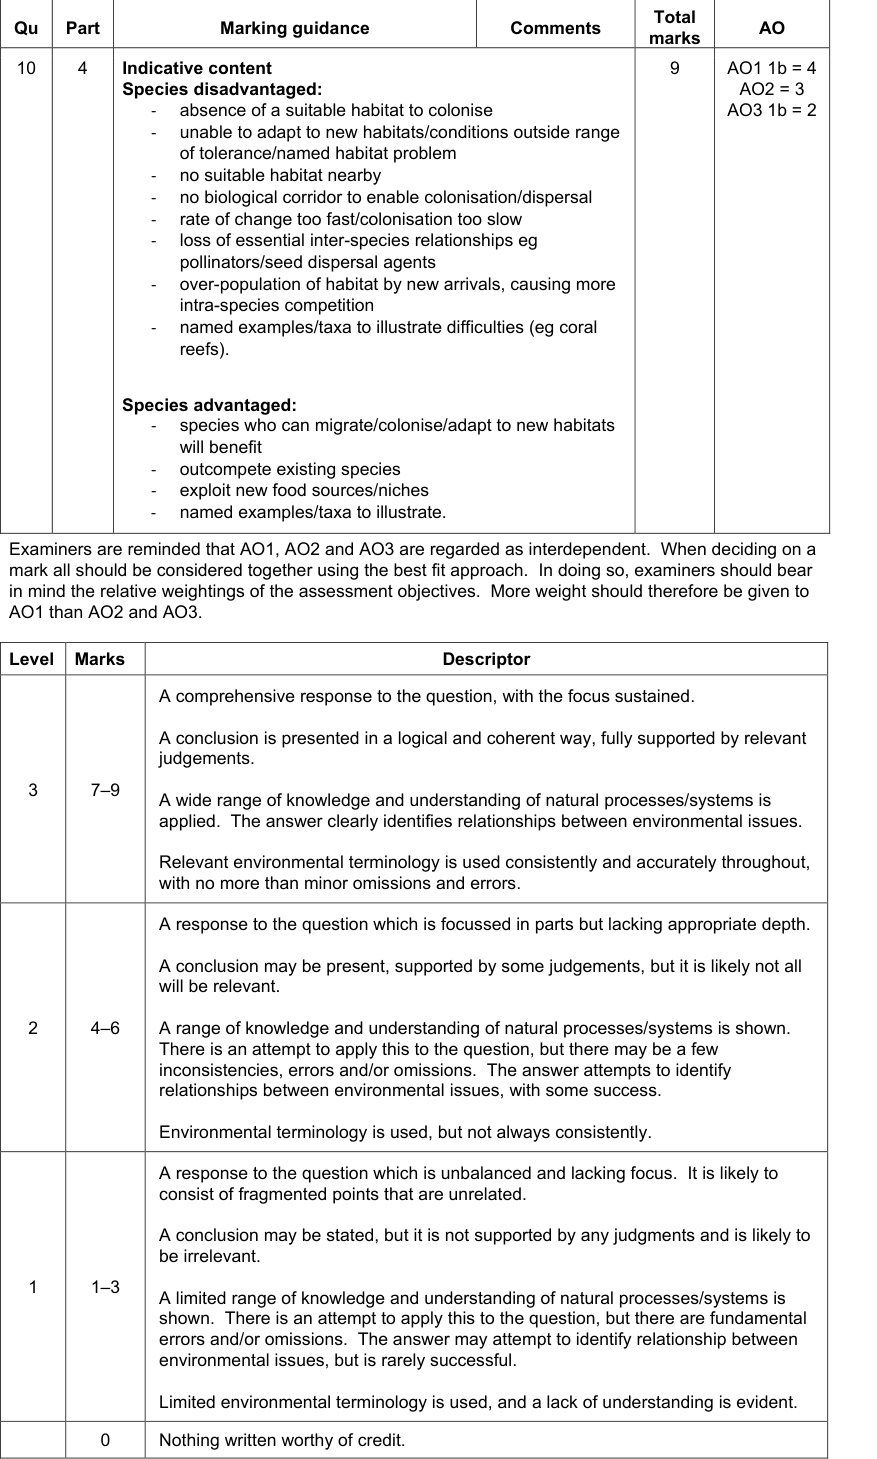 Qu Part Marking guidance Comments Total marks AO
10 4 Indicative content 9 AO1 1b = 4
Species disadvantaged: AO2 = 3
- absence of a suitable habitat to colonise AO3 1b = 2
- unable to adapt to new habitats/conditions outside range
of tolerance/named habitat problem
- no suitable habitat nearby
- no biological corridor to enable colonisation/dispersal
- rate of change too fast/colonisation too slow
- loss of essential inter-species relationships eg
pollinators/seed dispersal agents
- over-population of habitat by new arrivals, causing more
intra-species competition
- named examples/taxa to illustrate difficulties (eg coral
reefs).
Species advantaged:
- species who can migrate/colonise/adapt to new habitats
will benefit
- outcompete existing species
- exploit new food sources/niches
- named examples/taxa to illustrate.
Examiners are reminded that AO1, AO2 and AO3 are regarded as interdependent. When deciding on a
mark all should be considered together using the best fit approach. In doing so, examiners should bear
in mind the relative weightings of the assessment objectives. More weight should therefore be given to
AO1 than AO2 and AO3.
Level Marks Descriptor
A comprehensive response to the question, with the focus sustained.
A conclusion is presented in a logical and coherent way, fully supported by relevant
judgements.
3 7–9
A wide range of knowledge and understanding of natural processes/systems is
applied. The answer clearly identifies relationships between environmental issues.
Relevant environmental terminology is used consistently and accurately throughout,
with no more than minor omissions and errors.
A response to the question which is focussed in parts but lacking appropriate depth.
A conclusion may be present, supported by some judgements, but it is likely not all
will be relevant.
2 4–6 A range of knowledge and understanding of natural processes/systems is shown.
There is an attempt to apply this to the question, but there may be a few
inconsistencies, errors and/or omissions. The answer attempts to identify
relationships between environmental issues, with some success.
Environmental terminology is used, but not always consistently.
A response to the question which is unbalanced and lacking focus. It is likely to
consist of fragmented points that are unrelated.
A conclusion may be stated, but it is not supported by any judgments and is likely to
be irrelevant.
1 1–3
A limited range of knowledge and understanding of natural processes/systems is
shown. There is an attempt to apply this to the question, but there are fundamental
errors and/or omissions. The answer may attempt to identify relationship between
environmental issues, but is rarely successful.
Limited environmental terminology is used, and a lack of understanding is evident.
0 Nothing written worthy of credit.